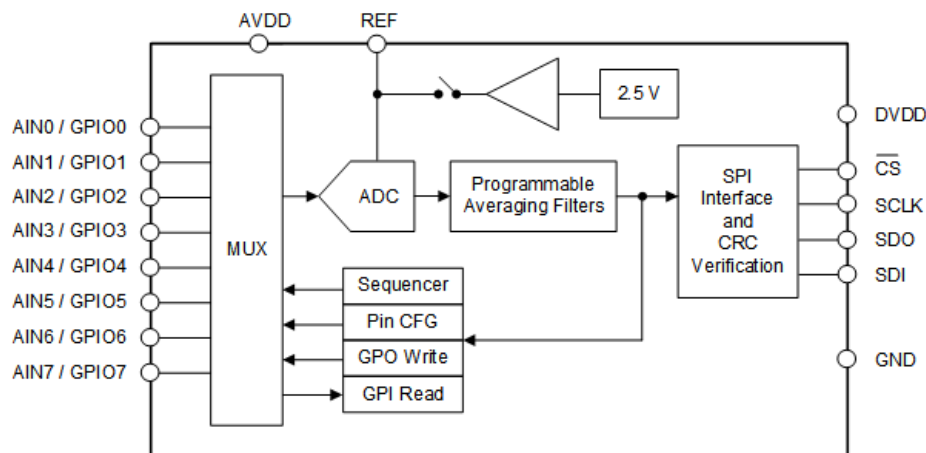 AVDD
REF
2.5 V
AIN0 / GPIO0
AIN1 / GPIO1
AIN2 / GPIO2
AIN3 / GPIO3
AIN4 / GPIO4
AIN5 / GPIO5
AIN6 / GPIO6
AIN7 / GPIO7
MUX
ADC
Programmable
Averaging Filters
Sequencer
Pin CFG
GPO Write
GPI Read
SPI
Interface
and
CRC
Verification
DVDD
C̅S̅
SCLK
SDO
SDI
GND